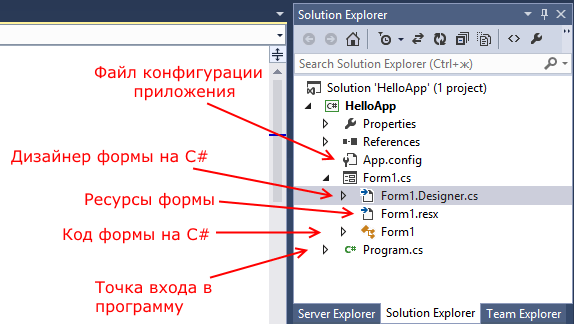 Solution Explorer
Search Solution Explorer (Ctrl+ж)
Solution 'HelloApp' (1 project)
C# HelloApp
Properties
References
App.config
Form1.cs
Form1.Designer.cs
Form1.resx
Form1
C# Program.cs
Server Explorer Solution Explorer Team Explorer
Файл конфигурации
приложения
Дизайнер формы на C#
Ресурсы формы
Код формы на C#
Точка входа в
программу